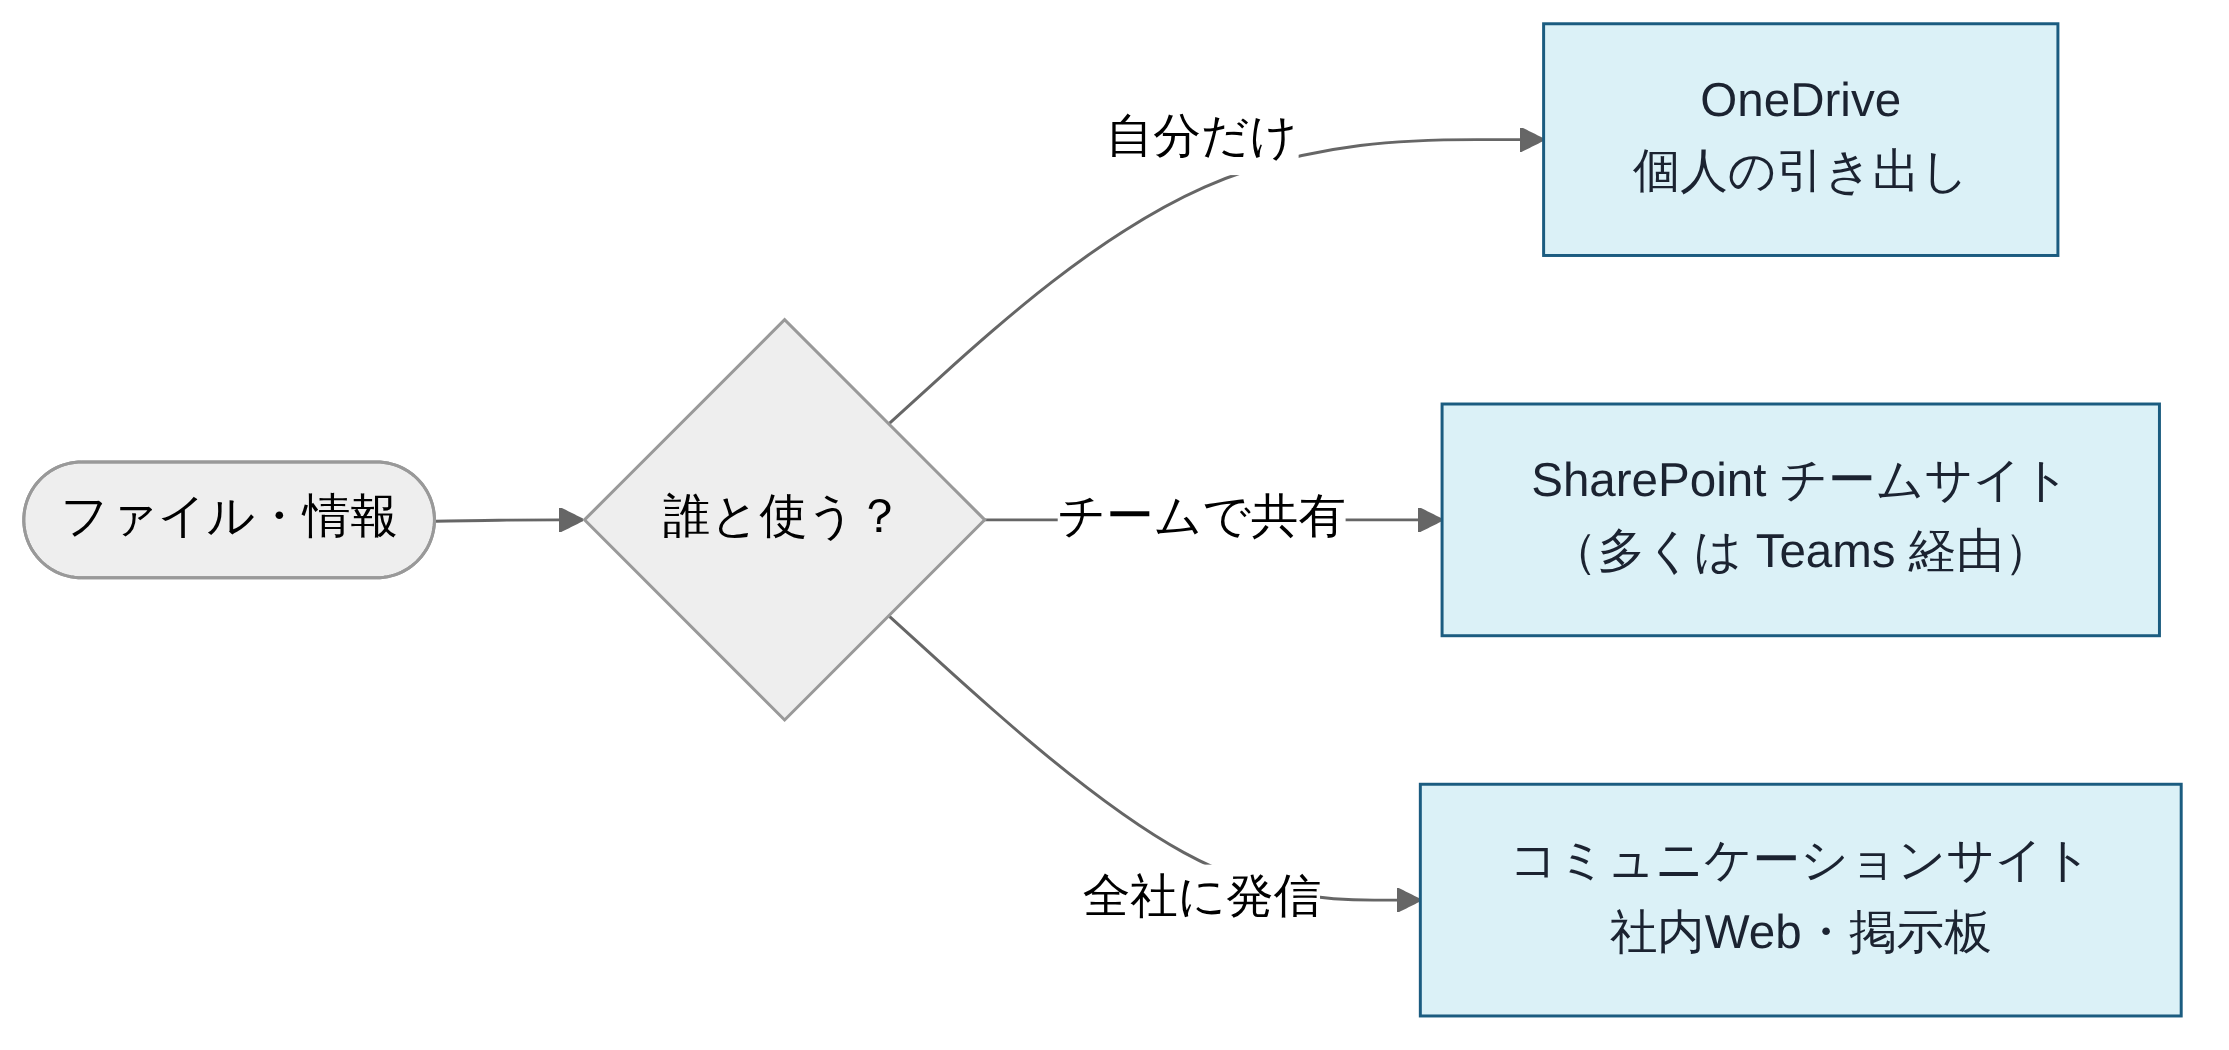 ファイル・情報
誰と使う？
自分だけ
OneDrive
個人の引き出し
チームで共有
SharePoint チームサイト
（多くは Teams 経由）
全社に発信
コミュニケーションサイト
社内Web・掲示板